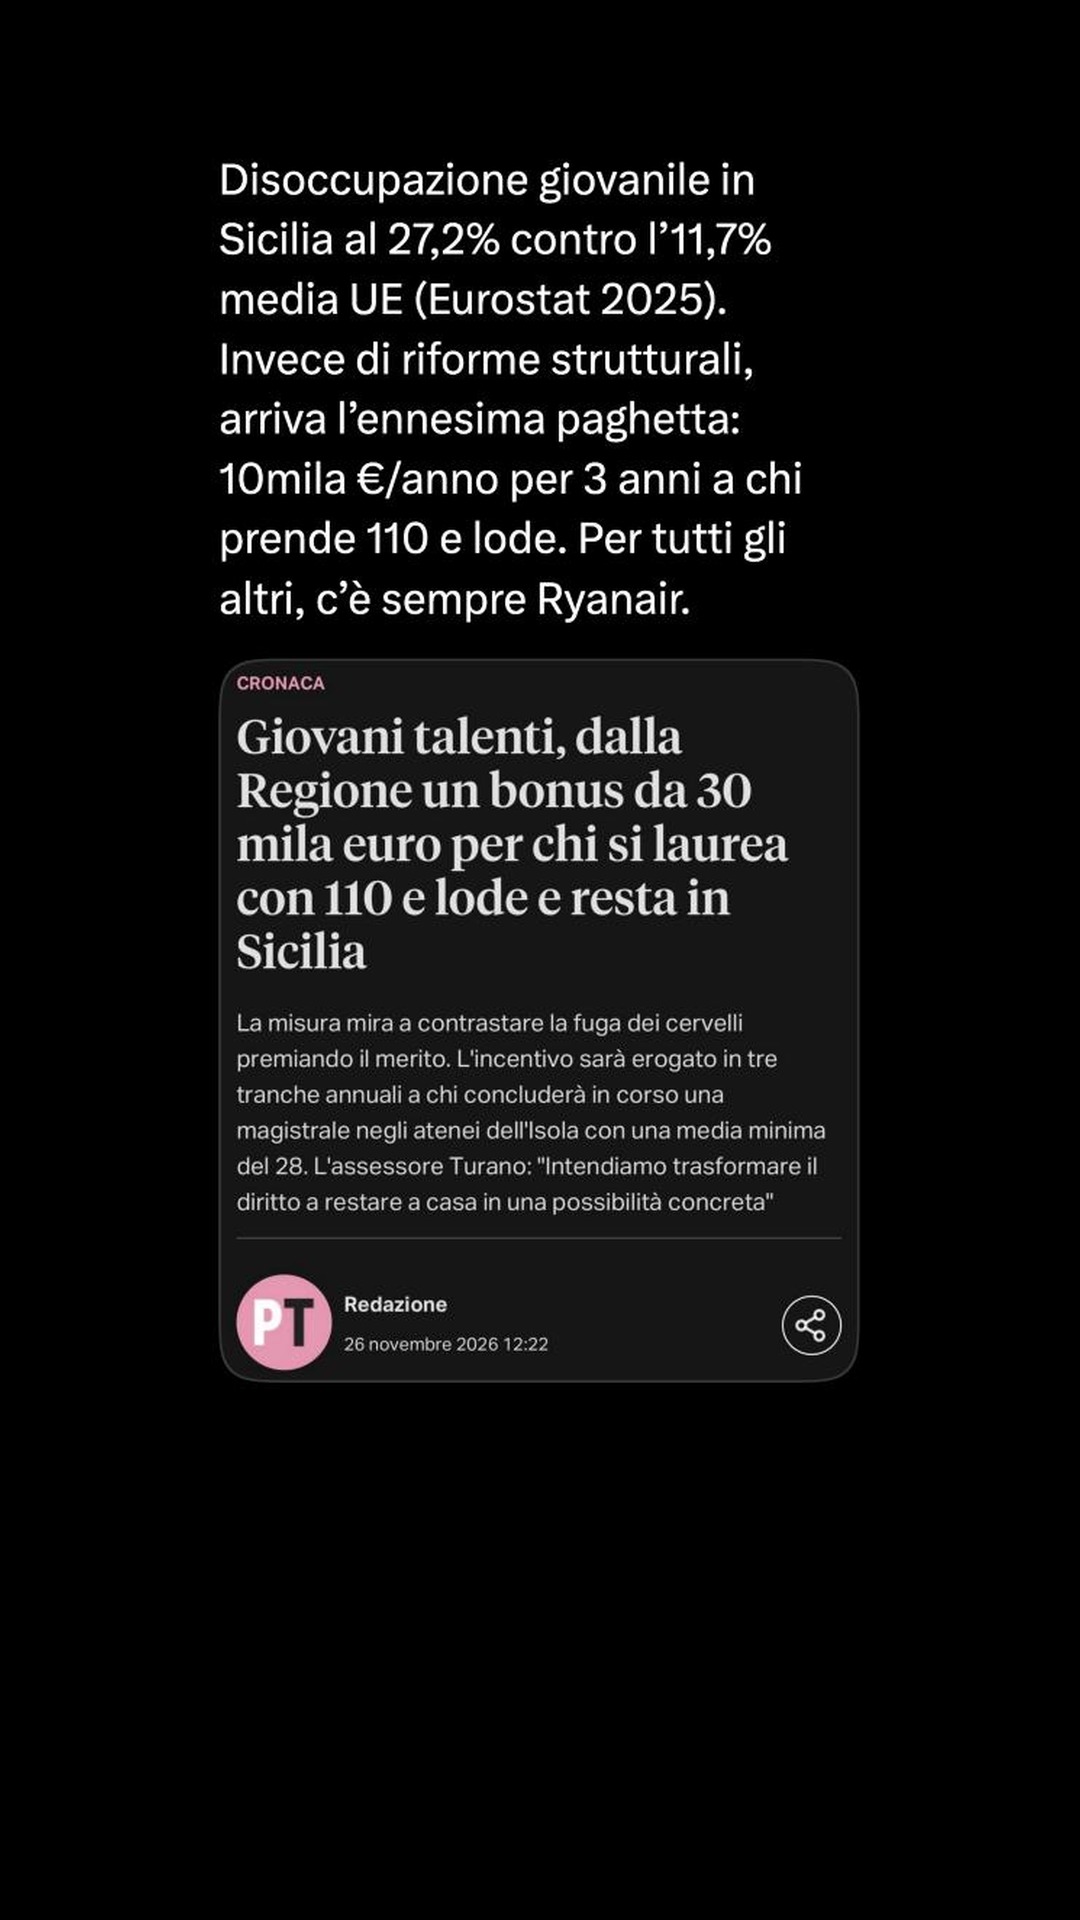 Disoccupazione giovanile in
Sicilia al 27,2% contro l’11,7%
media UE (Eurostat 2025).
Invece di riforme strutturali,
arriva l’ennesima paghetta:
10mila €/anno per 3 anni a chi
prende 110 e lode. Per tutti gli
altri, c’è sempre Ryanair.
CRONACA
Giovani talenti, dalla
Regione un bonus da 30
mila euro per chi si laurea
con 110 e lode e resta in
Sicilia
La misura mira a contrastare la fuga dei cervelli
premiando il merito. L'incentivo sarà erogato in tre
tranche annuali a chi concluderà in corso una
magistrale negli atenei dell'Isola con una media minima
del 28. L'assessore Turano: "Intendiamo trasformare il
diritto a restare a casa in una possibilità concreta"
PT
Redazione
26 novembre 2026 12:22